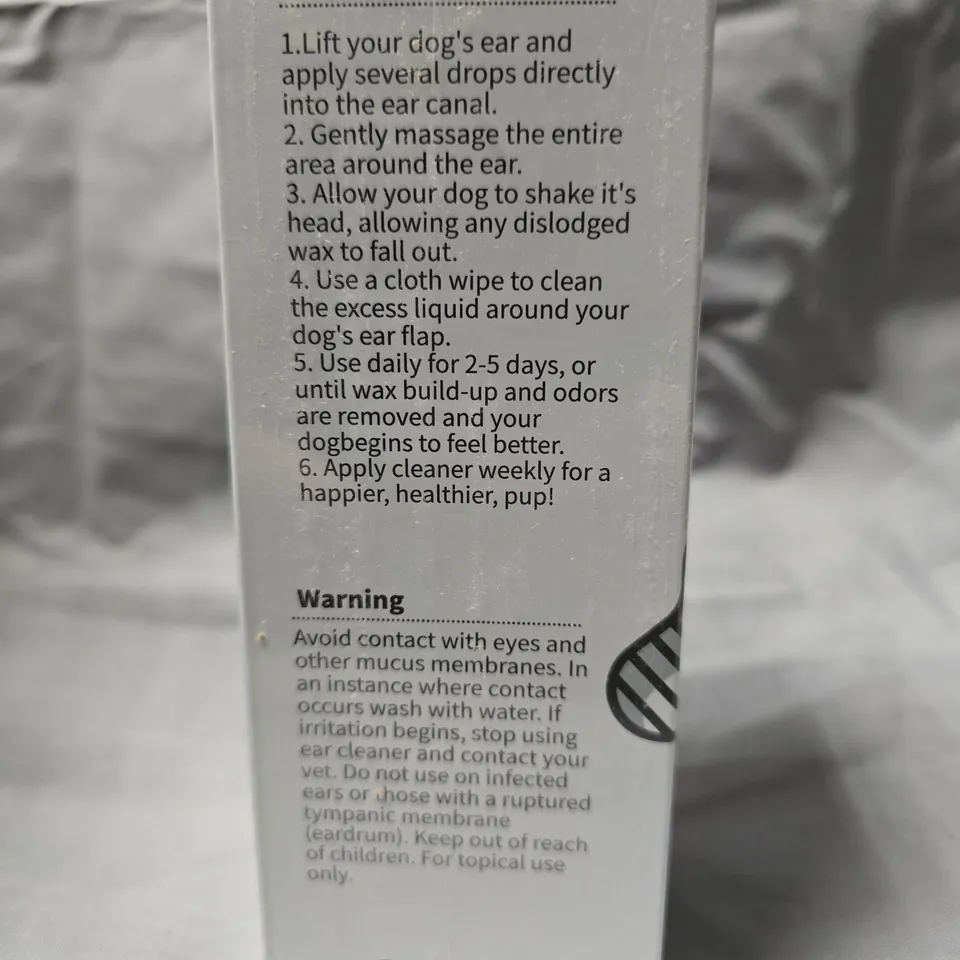 1.Lift your dog's ear and
apply several drops directly
into the ear canal.
2. Gently massage the entire
area around the ear.
3. Allow your dog to shake it's
head, allowing any dislodged
wax to fall out.
4. Use a cloth wipe to clean
the excess liquid around your
dog's ear flap.
5. Use daily for 2-5 days, or
until wax build-up and odors
are removed and your
dogbegins to feel better.
6. Apply cleaner weekly for a
happier, healthier, pup!
Warning
Avoid contact with eyes and
other mucus membranes. In
an instance where contact
occurs wash with water. If
irritation begins, stop using
ear cleaner and contact your
vet. Do not use on infected
ears or those with a ruptured
tympanic membrane
(eardrum). Keep out of reach
of children. For topical use
only.